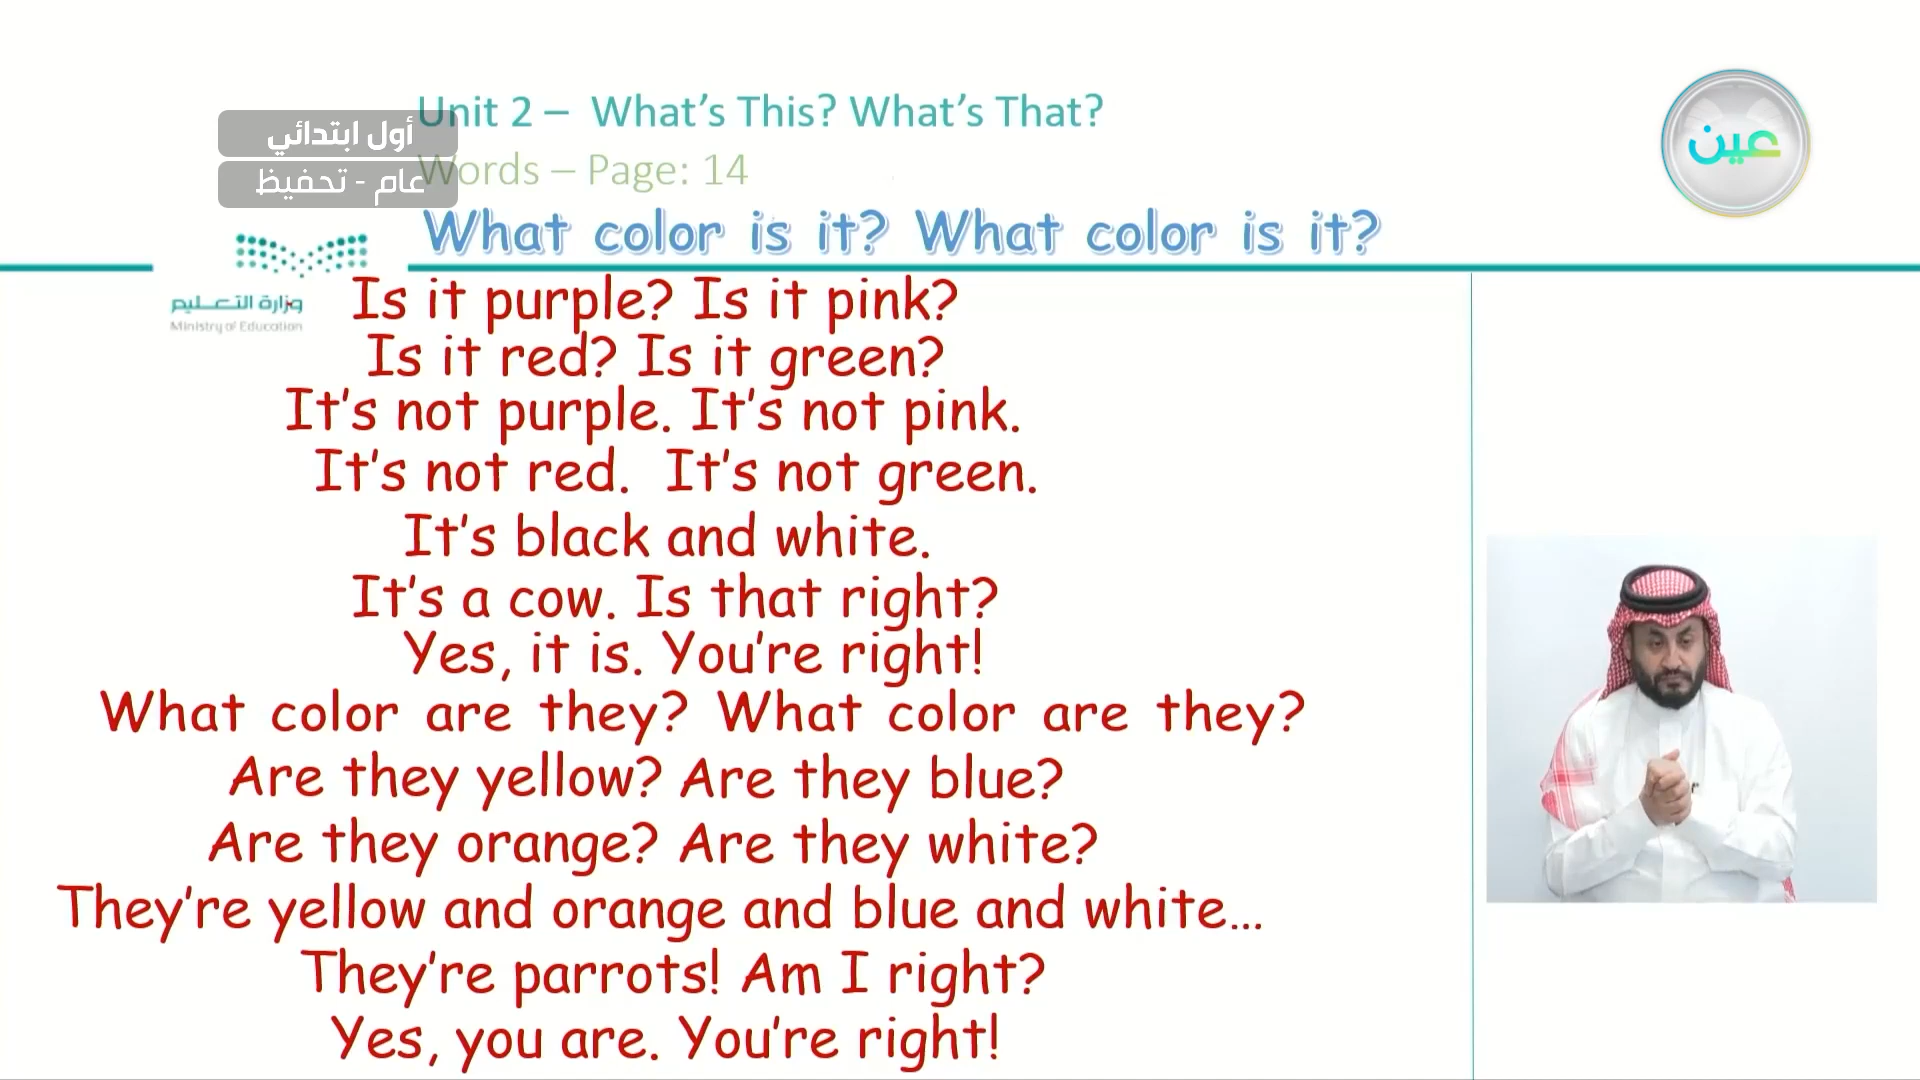 Unit 2 – What's This? What's That?
أول ابتدائي
Words – Page: 14
عام - تحفيظ
عين
What color is it? What color is it?
وزارة التعليم
Ministry of Education
Is it purple? Is it pink?
Is it red? Is it green?
It's not purple. It's not pink.
It's not red. It's not green.
It's black and white.
It's a cow. Is that right?
Yes, it is. You're right!
What color are they? What color are they?
Are they yellow? Are they blue?
Are they orange? Are they white?
They're yellow and orange and blue and white...
They're parrots! Am I right?
Yes, you are. You're right!